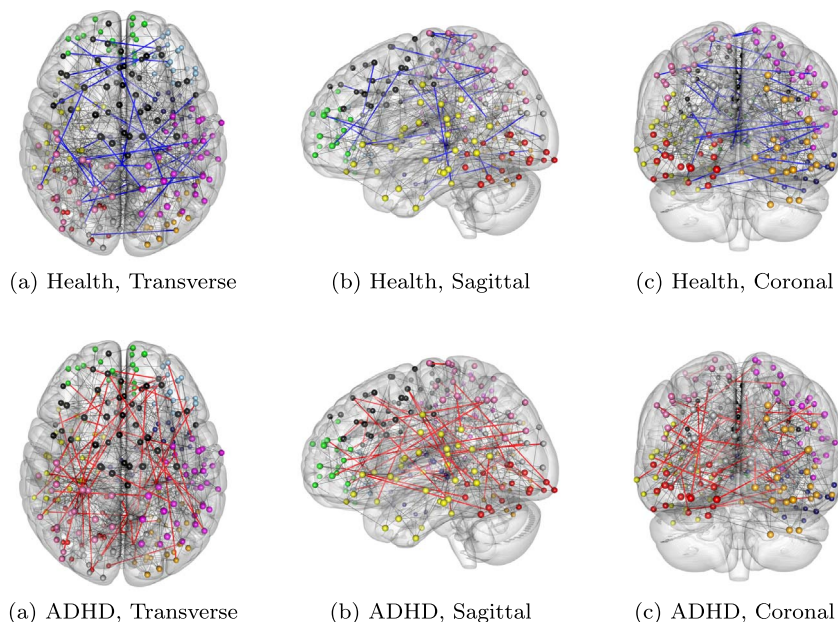 (a) Health, Transverse
(b) Health, Sagittal
(c) Health, Coronal
(a) ADHD, Transverse
(b) ADHD, Sagittal
(c) ADHD, Coronal